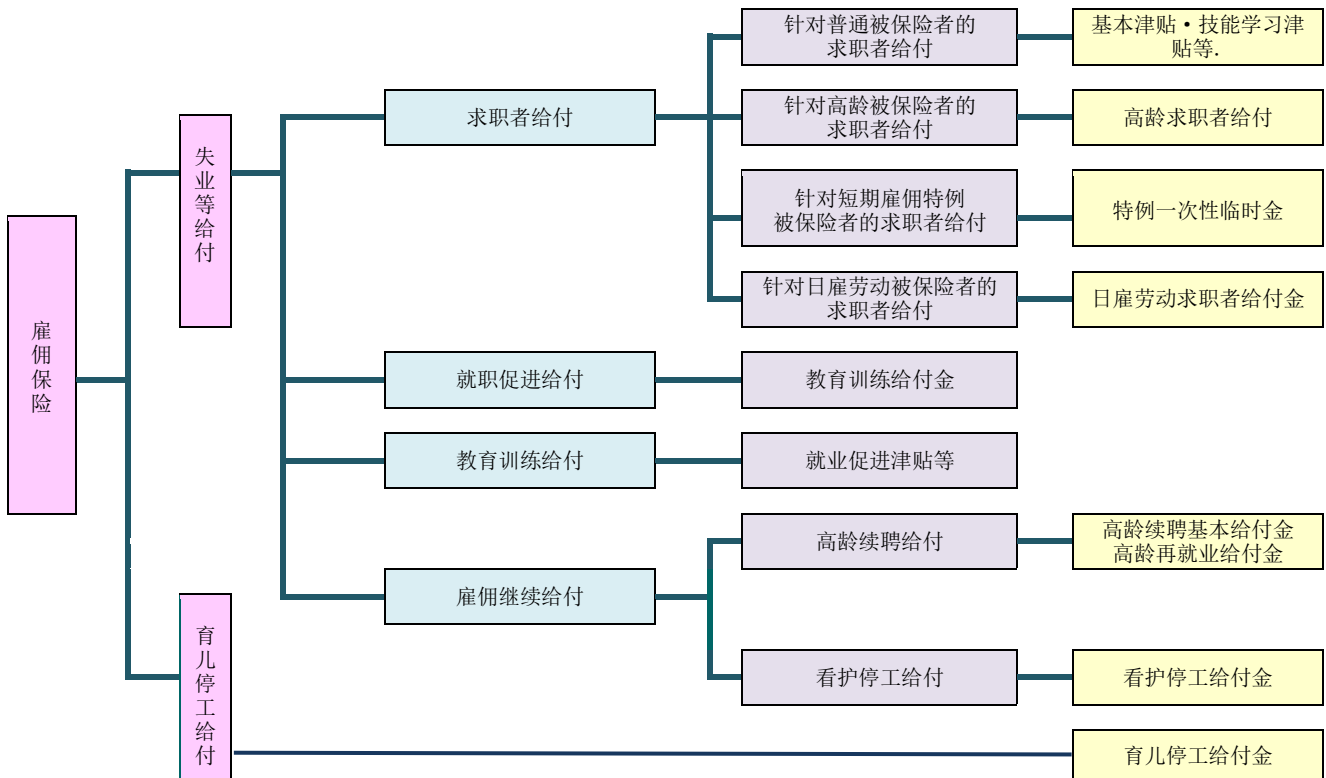 雇佣保险
失业等给付
求职者给付
针对普通被保险者的
求职者给付
基本津贴・技能学习津
贴等.
针对高龄被保险者的
求职者给付
高龄求职者给付
针对短期雇佣特例
被保险者的求职者给付
特例一次性临时金
针对日雇劳动被保险者的
求职者给付
日雇劳动求职者给付金
就职促进给付
教育训练给付金
教育训练给付
就业促进津贴等
雇佣继续给付
高龄续聘给付
高龄续聘基本给付金
高龄再就业给付金
看护停工给付
看护停工给付金
育儿停工给付
育儿停工给付金